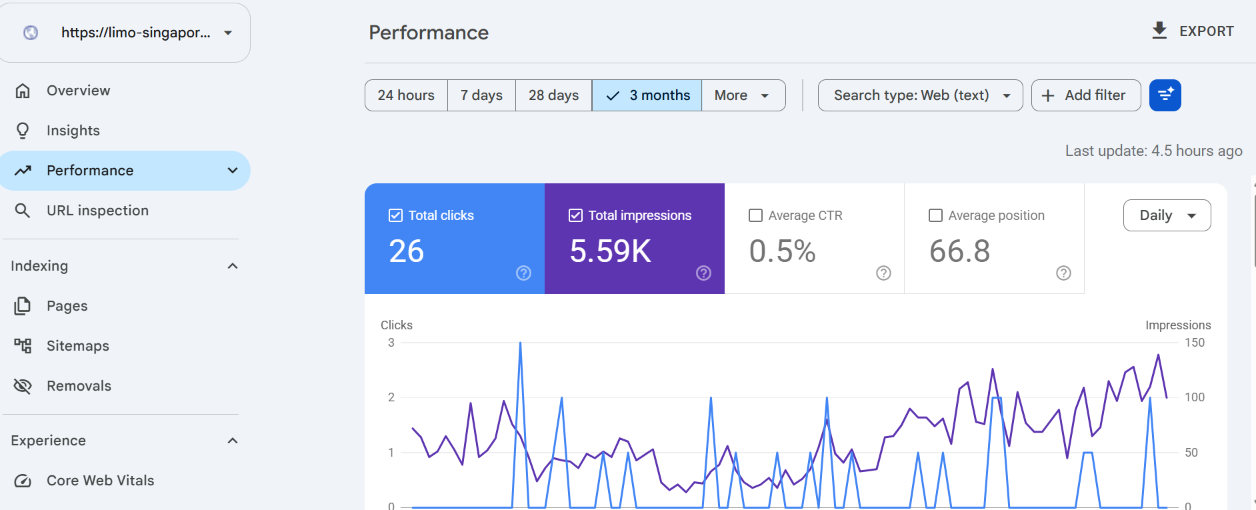 https://limo-singapor...
Overview
Insights
Performance
URL inspection
Indexing
Pages
Sitemaps
Removals
Experience
Core Web Vitals
Performance
EXPORT
24 hours
7 days
28 days
3 months
More
Search type: Web (text)
Add filter
Last update: 4.5 hours ago
Total clicks
26
Total impressions
5.59K
Average CTR
0.5%
Average position
66.8
Daily
Clicks
Impressions
3
150
2
100
1
50
0
0